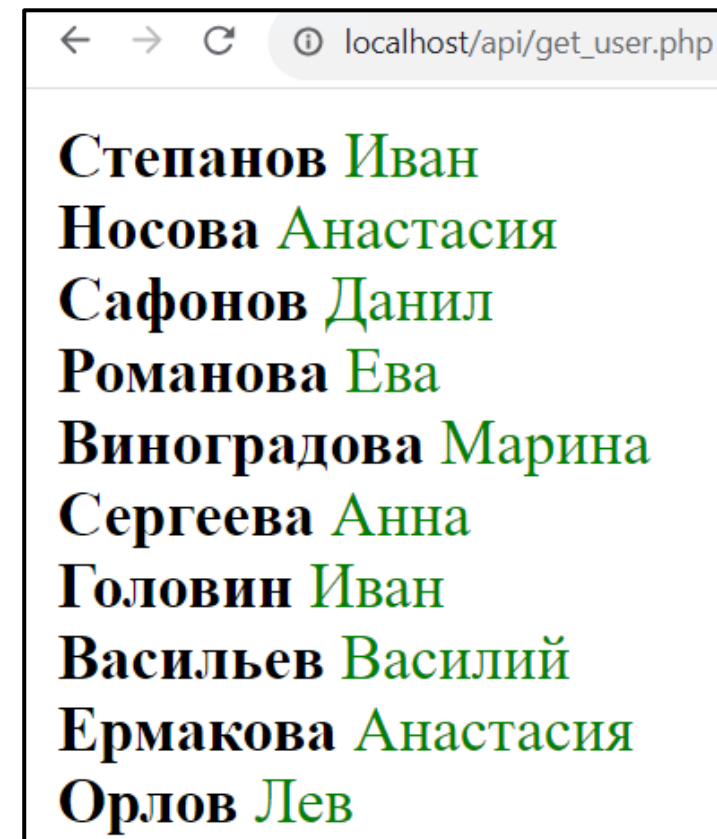 localhost/api/get_user.php
Степанов Иван
Носова Анастасия
Сафонов Данил
Романова Ева
Виноградова Марина
Сергеева Анна
Головин Иван
Васильев Василий
Ермакова Анастасия
Орлов Лев